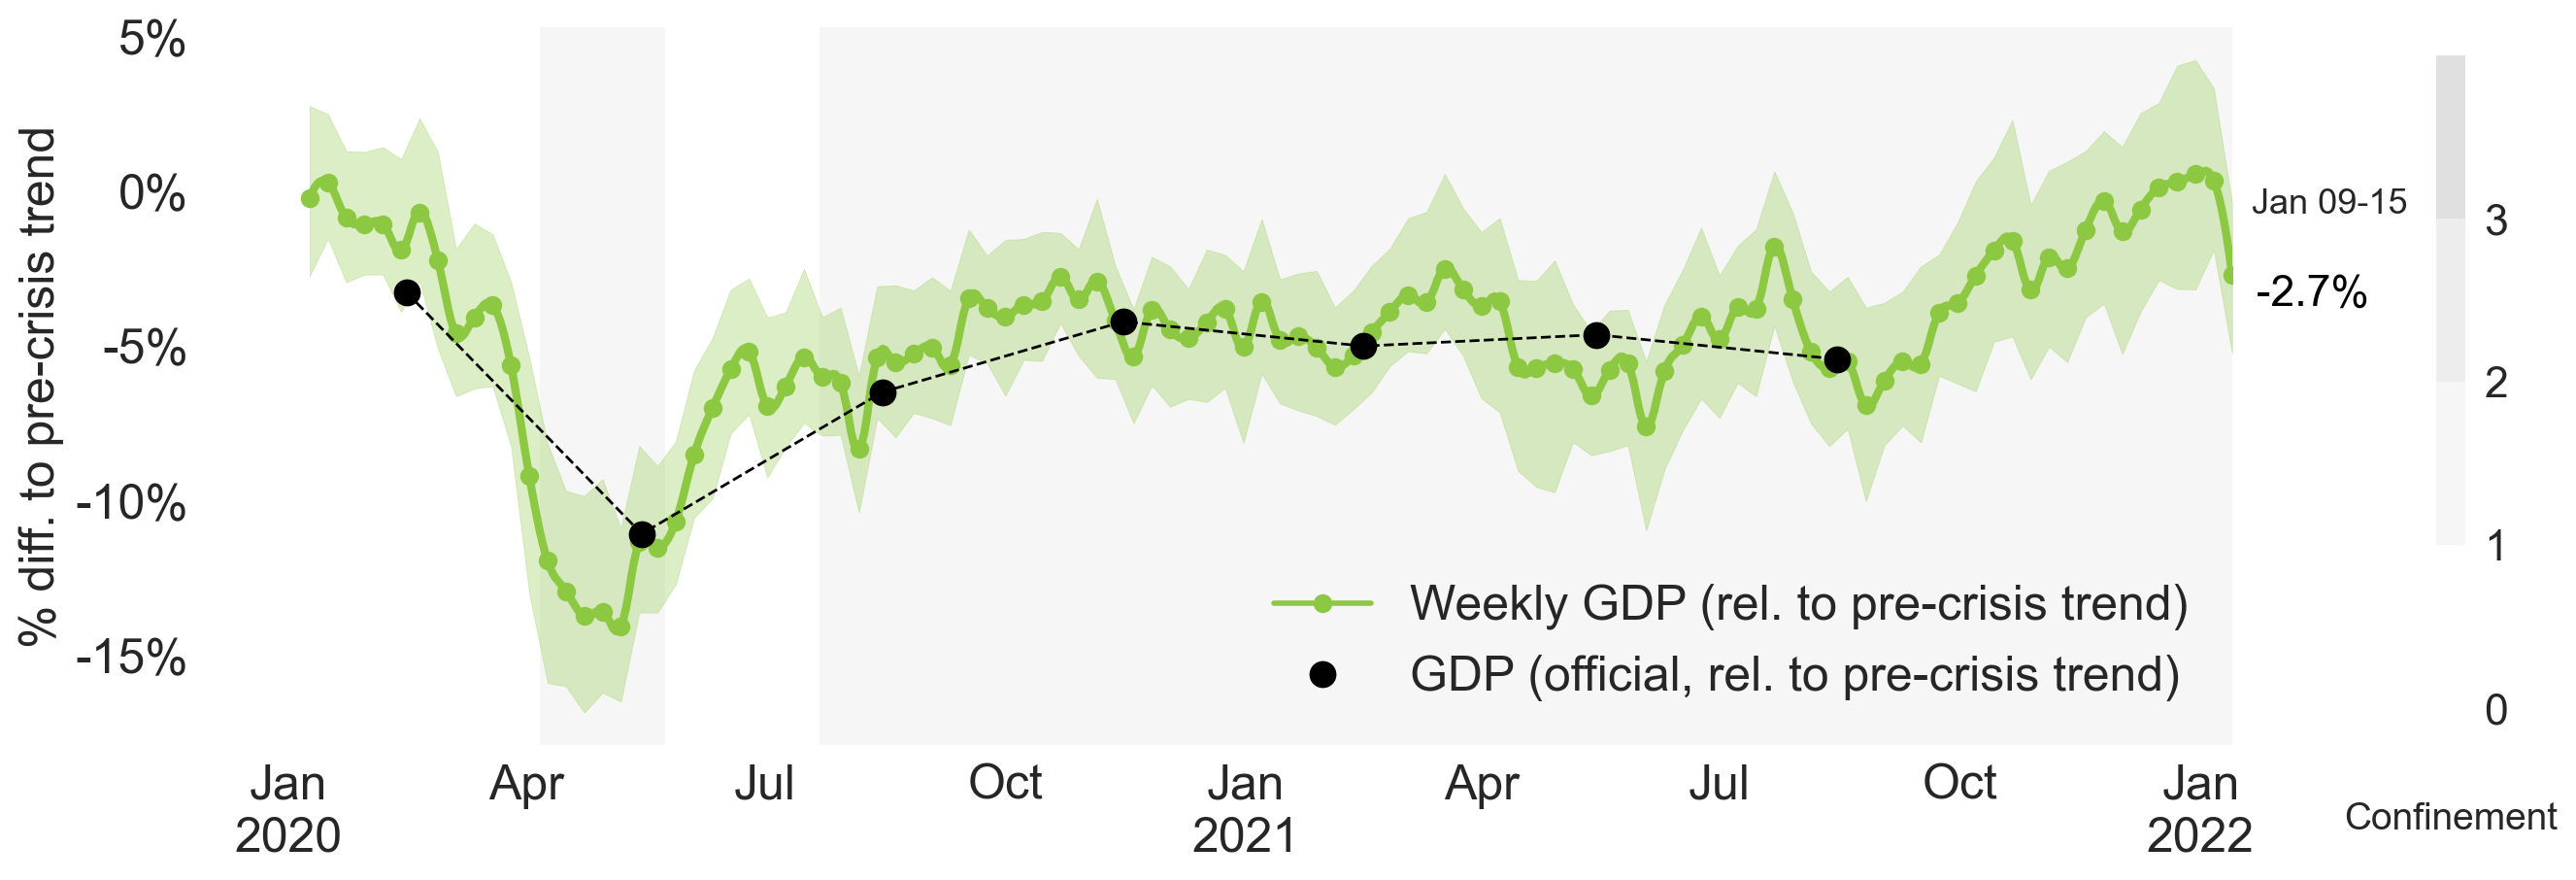 5%
0%
-5%
-10%
-15%
% diff. to pre-crisis trend
Jan 09-15
-2.7%
3
2
1
0
Confinement
Weekly GDP (rel. to pre-crisis trend)
GDP (official, rel. to pre-crisis trend)
Jan Apr Jul Oct Jan Apr Jul Oct Jan
2020 2021 2022